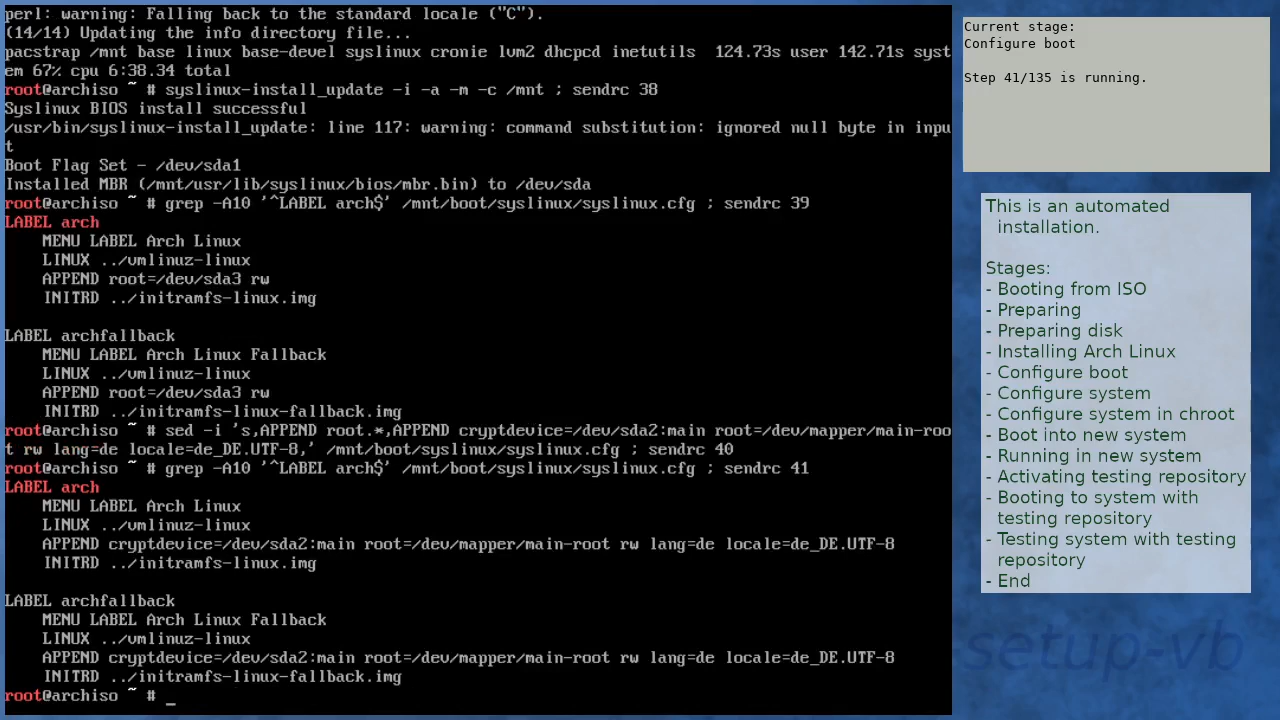 perl: warning: Falling back to the standard locale ("C").
(14/14) Updating the info directory file...
pacstrap /mnt base linux base-devel syslinux cronie lvm2 dhcpcd inetutils  124.73s user 142.71s syst
em 67% cpu 6:38.34 total
root@archiso ~ # syslinux-install_update -i -a -m -c /mnt ; sendrc 38
Syslinux BIOS install successful
/usr/bin/syslinux-install_update: line 117: warning: command substitution: ignored null byte in inpu
t
Boot Flag Set - /dev/sda1
Installed MBR (/mnt/usr/lib/syslinux/bios/mbr.bin) to /dev/sda
root@archiso ~ # grep -A10 '^LABEL arch$' /mnt/boot/syslinux/syslinux.cfg ; sendrc 39
LABEL arch
    MENU LABEL Arch Linux
    LINUX ../vmlinuz-linux
    APPEND root=/dev/sda3 rw
    INITRD ../initramfs-linux.img

LABEL archfallback
    MENU LABEL Arch Linux Fallback
    LINUX ../vmlinuz-linux
    APPEND root=/dev/sda3 rw
    INITRD ../initramfs-linux-fallback.img
root@archiso ~ # sed -i 's,APPEND root.*,APPEND cryptdevice=/dev/sda2:main root=/dev/mapper/main-roo
t rw lang=de locale=de_DE.UTF-8,' /mnt/boot/syslinux/syslinux.cfg ; sendrc 40
root@archiso ~ # grep -A10 '^LABEL arch$' /mnt/boot/syslinux/syslinux.cfg ; sendrc 41
LABEL arch
    MENU LABEL Arch Linux
    LINUX ../vmlinuz-linux
    APPEND cryptdevice=/dev/sda2:main root=/dev/mapper/main-root rw lang=de locale=de_DE.UTF-8
    INITRD ../initramfs-linux.img

LABEL archfallback
    MENU LABEL Arch Linux Fallback
    LINUX ../vmlinuz-linux
    APPEND cryptdevice=/dev/sda2:main root=/dev/mapper/main-root rw lang=de locale=de_DE.UTF-8
    INITRD ../initramfs-linux-fallback.img
root@archiso ~ # _
Current stage:
Configure boot

Step 41/135 is running.
This is an automated
installation.

Stages:
- Booting from ISO
- Preparing
- Preparing disk
- Installing Arch Linux
- Configure boot
- Configure system
- Configure system in chroot
- Boot into new system
- Running in new system
- Activating testing repository
- Booting to system with
testing repository
- Testing system with testing
repository
- End
setup-vb